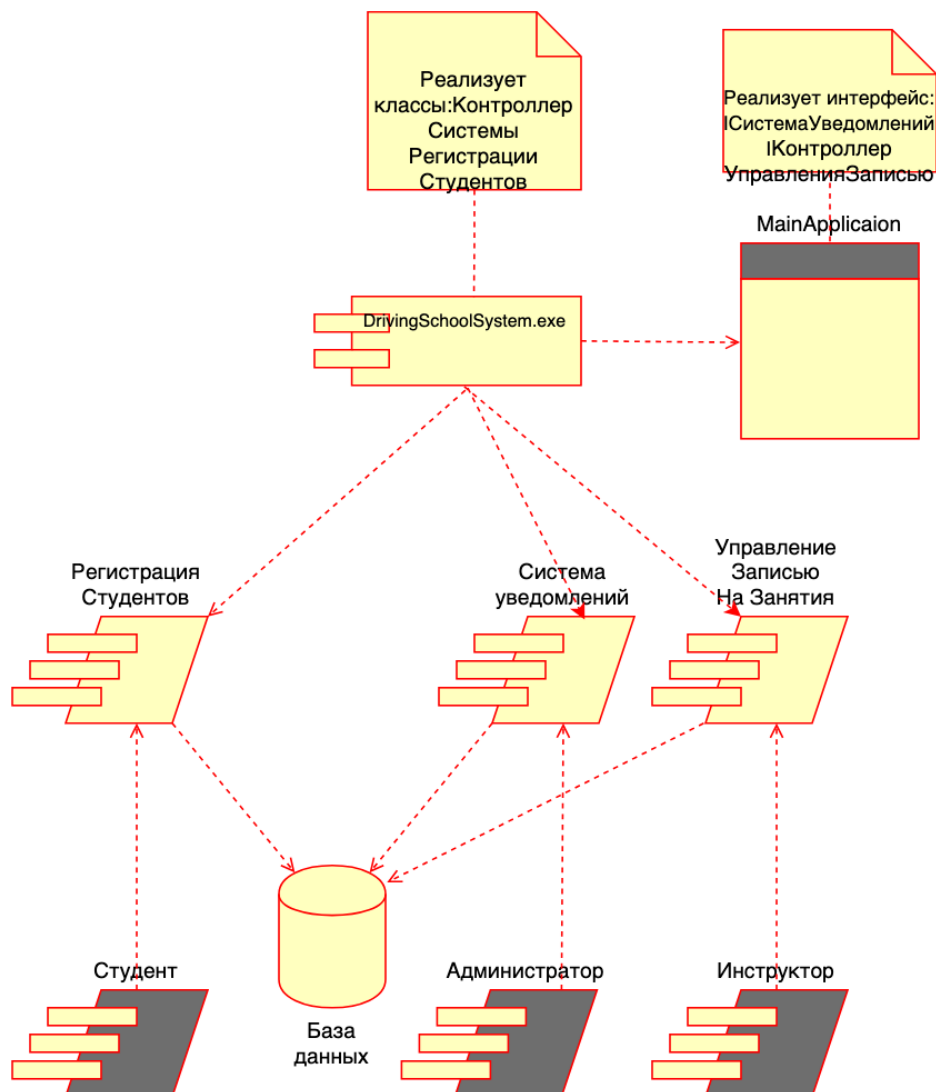 Реализует
классы:Контроллер
Системы
Регистрации
Студентов
Реализует интерфейс:
IСистемаУведомлений
IКонтроллер
УправленияЗаписью
MainApplicaion
DrivingSchoolSystem.exe
Регистрация
Студентов
Система
уведомлений
Управление
Записью
На Занятия
Студент
Администратор
Инструктор
База
данных